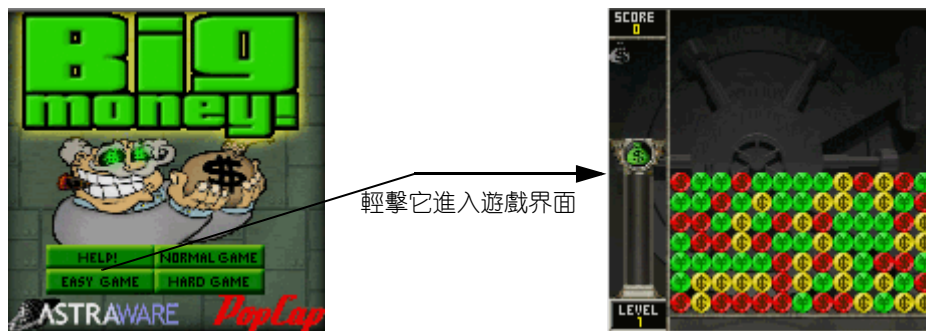 Big
money!
HELP!
NORMAL GAME
EASY GAME
HARD GAME
ASTRAWARE
PopCap
輕擊它進入遊戲界面
SCORE
0
LEVEL
1